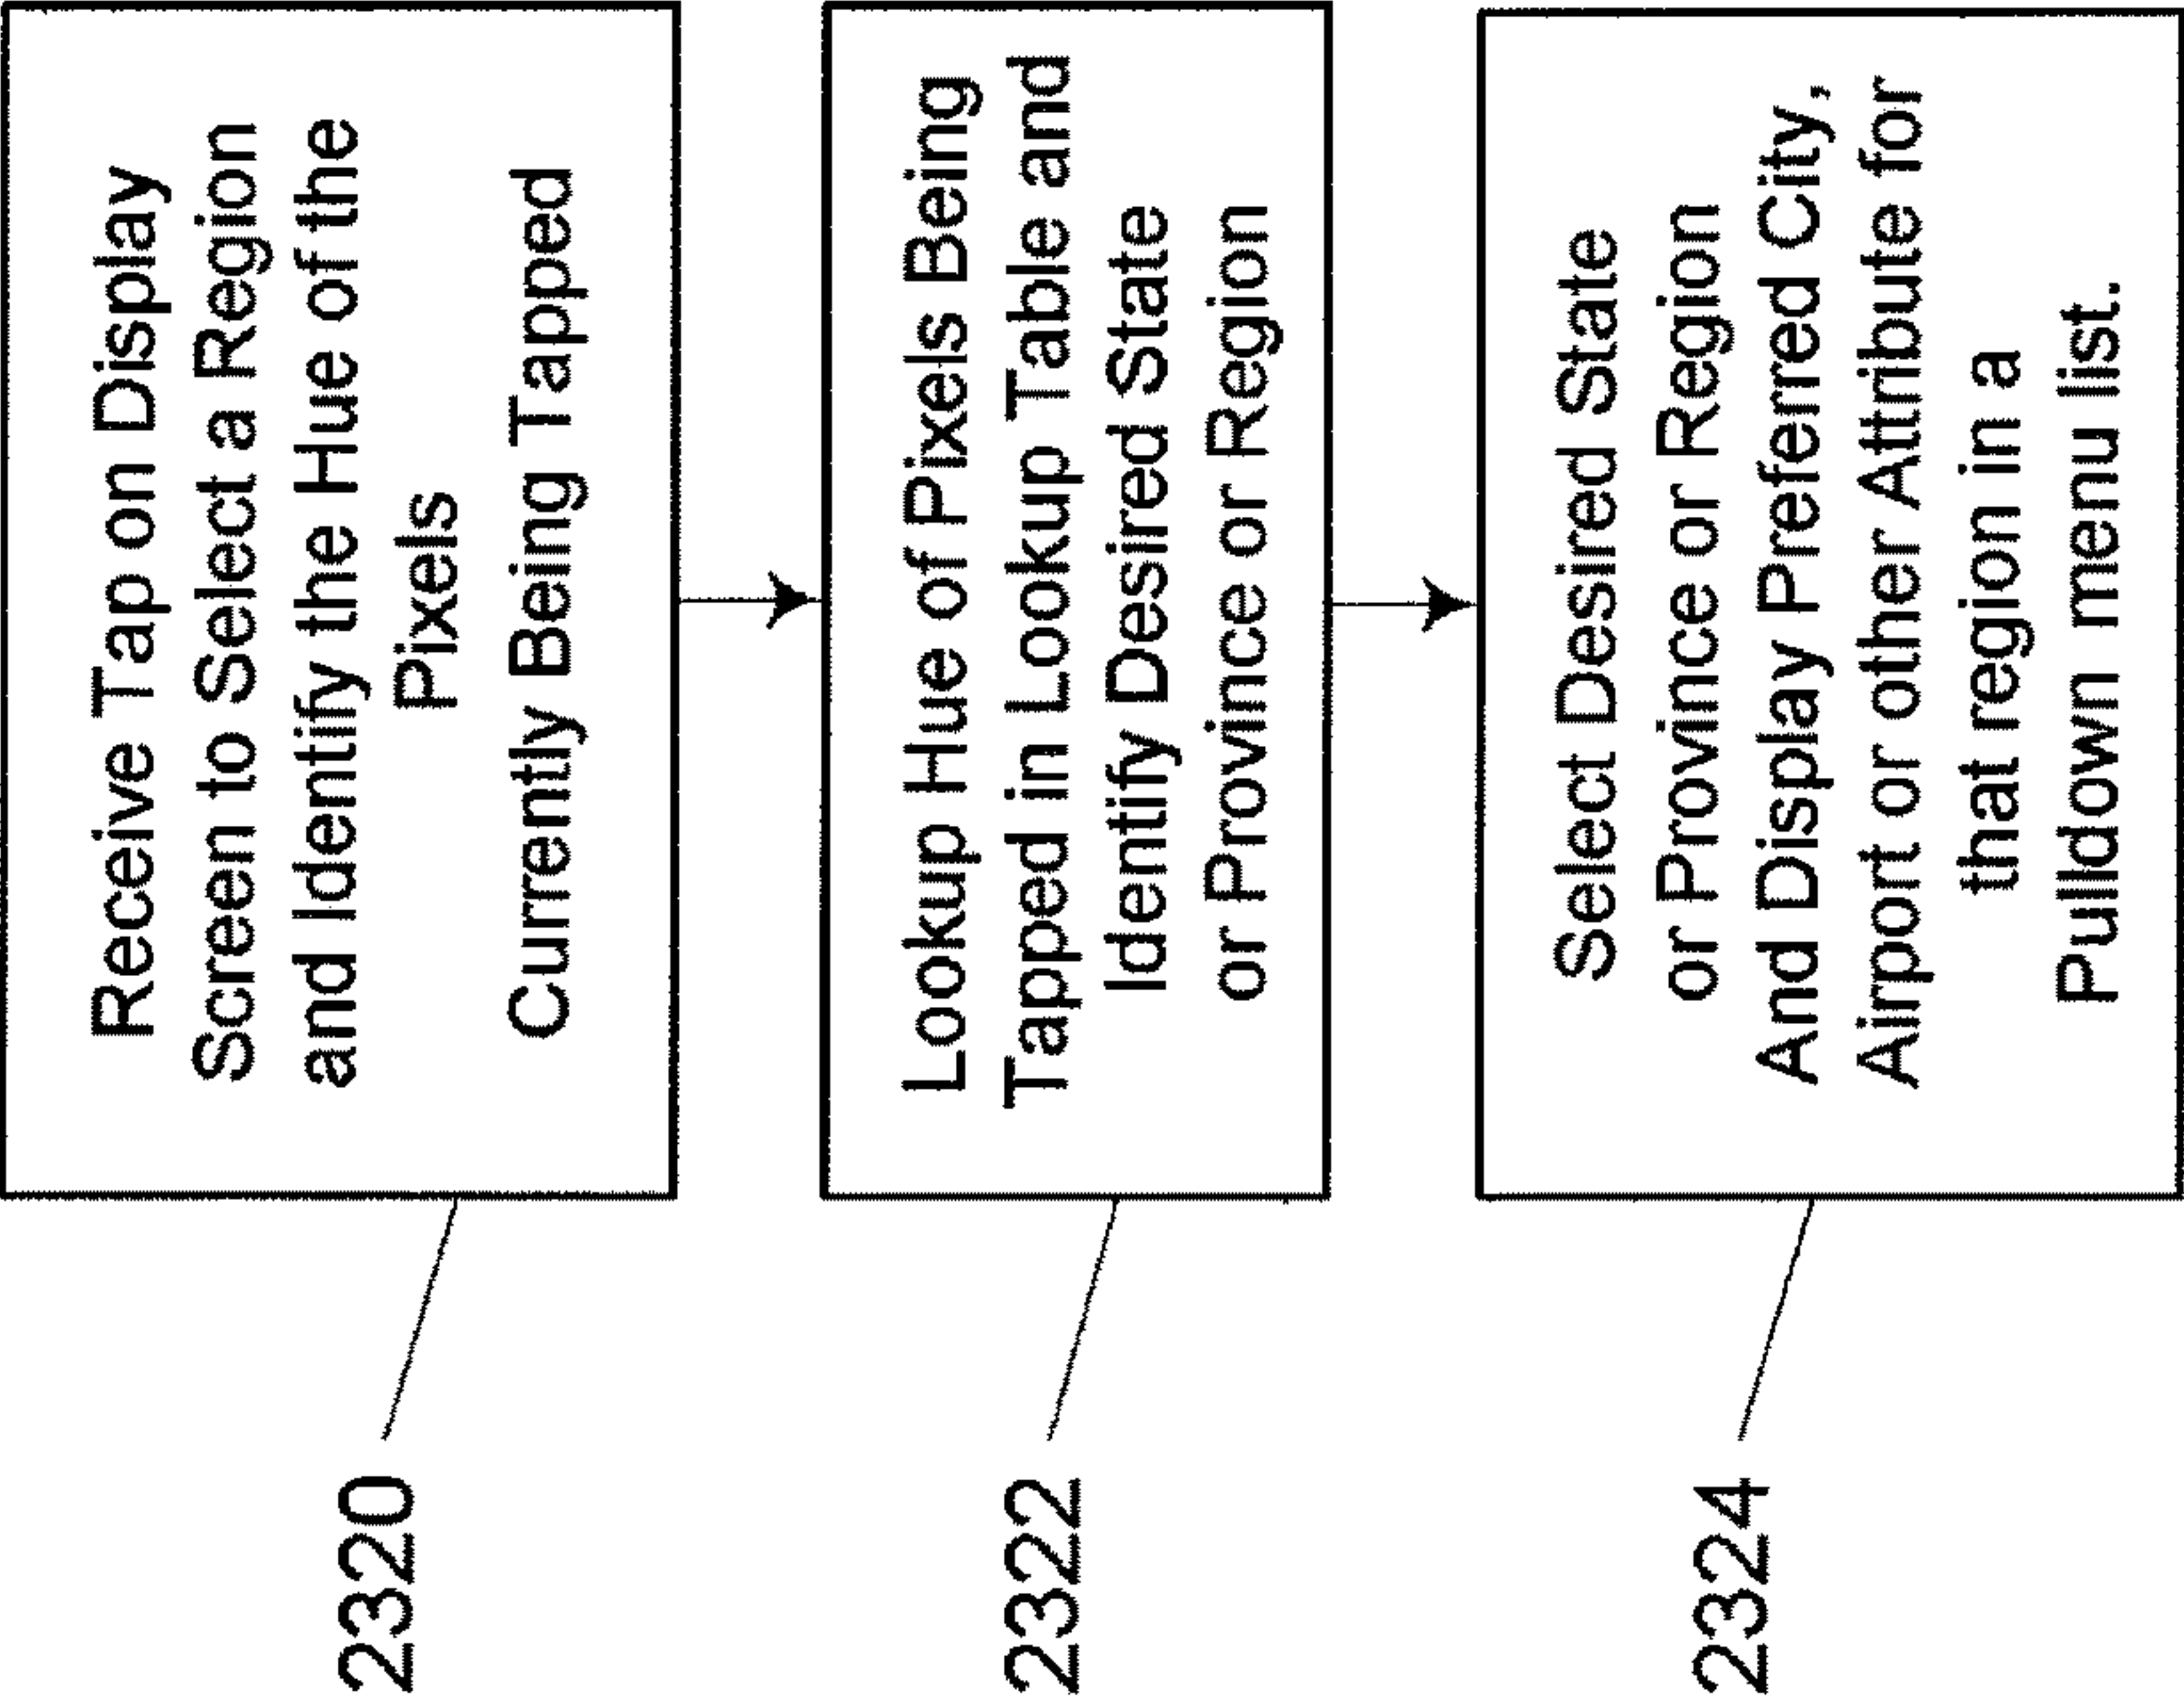 Receive Tap on Display
Screen to Select a Region
and Identify the Hue of the
Pixels
Currently Being Tapped
2320
Lookup Hue of Pixels Being
Tapped in Lookup Table and
Identify Desired State
or Province or Region
2322
Select Desired State
or Province or Region
And Display Preferred City,
Airport or other Attribute for
that region in a
Pulldown menu list.
2324